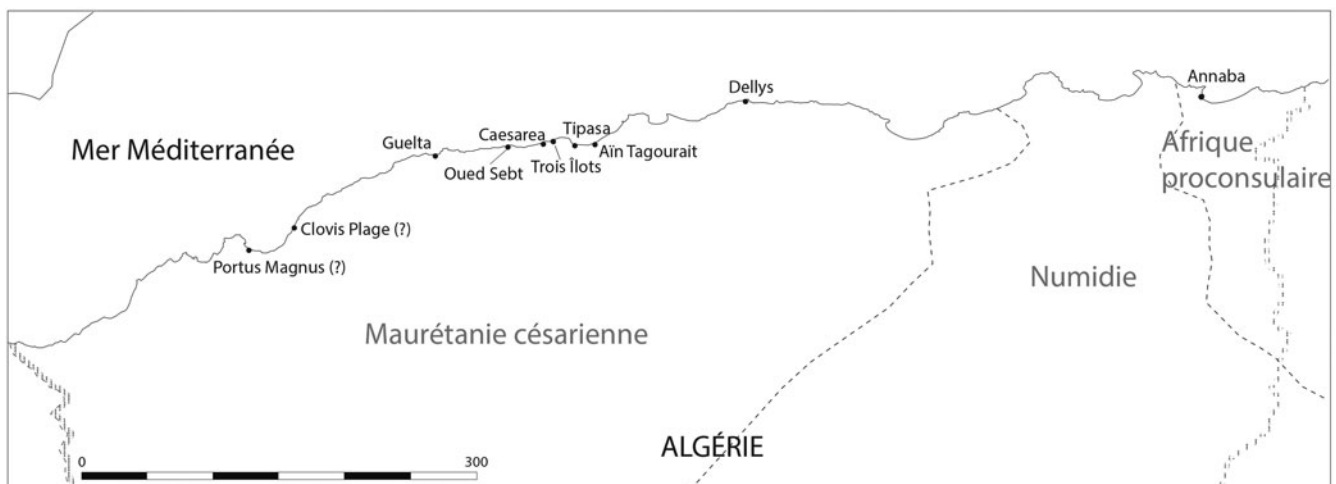 Dellys
Annaba
Caesarea
Tipasa
Guelta
Mer Méditerranée
Aïn Tagourait
Oued Sebt
Trois Îlots
Afrique
proconsulaire
Clovis Plage (?)
Portus Magnus (?)
Numidie
Maurétanie césarienne
ALGÉRIE
0
300